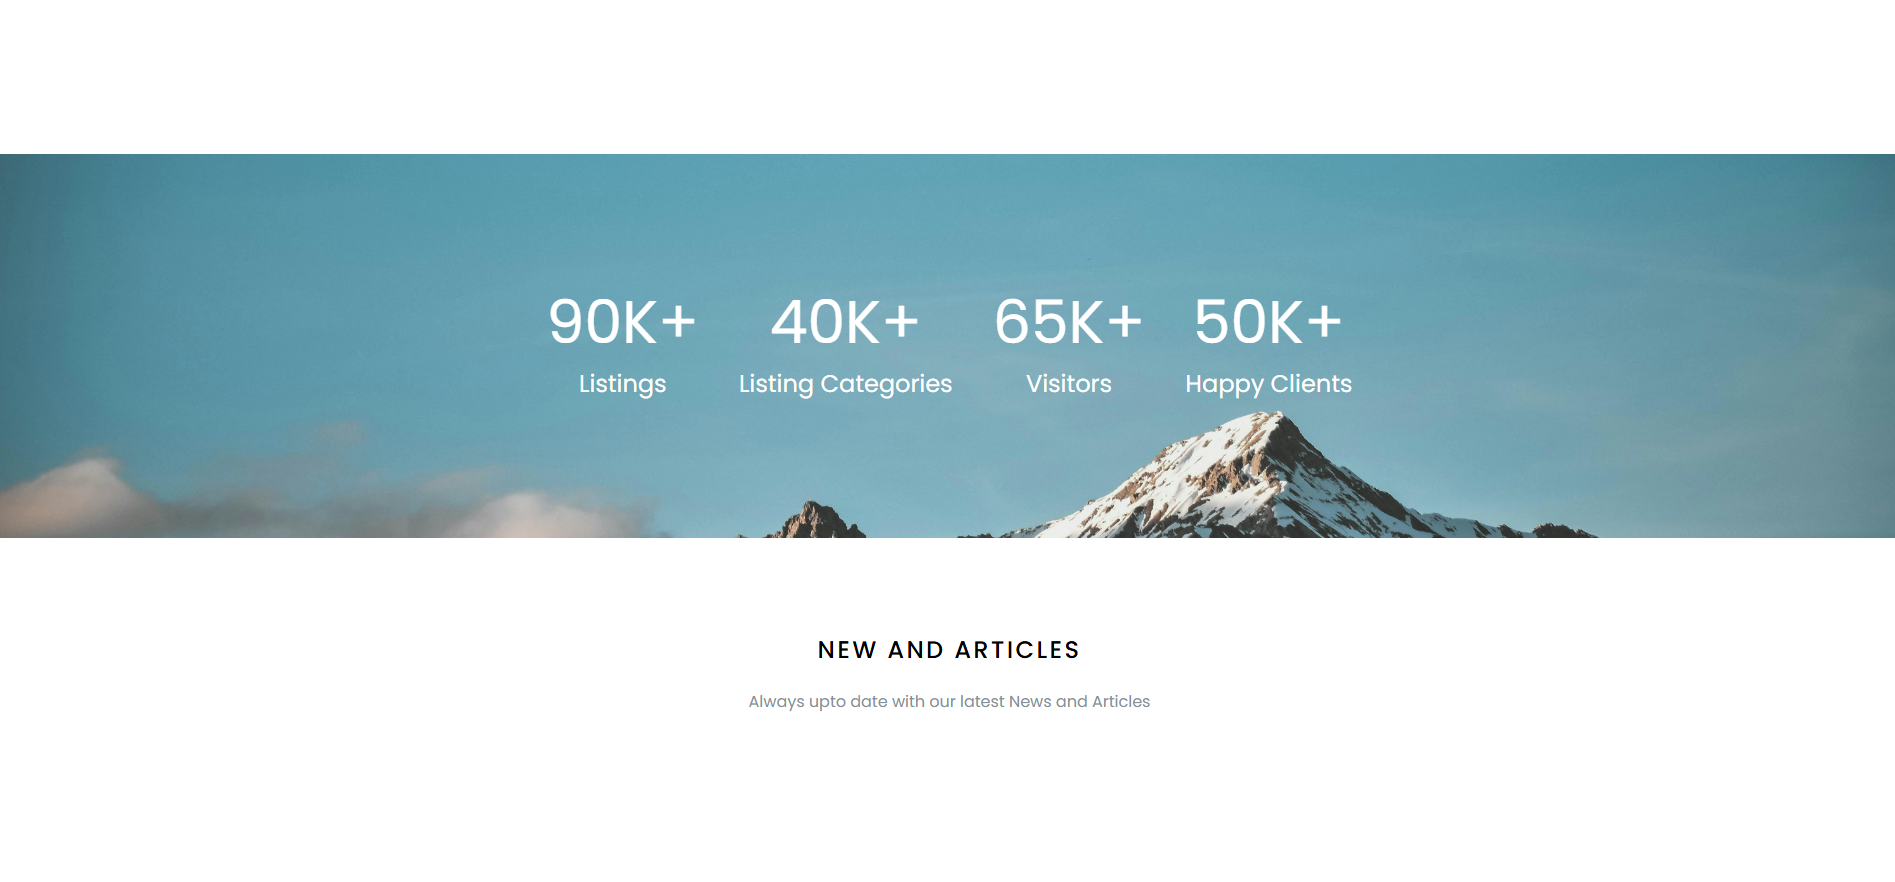 90K+ 40K+ 65K+ 50K+
Listings Listing Categories Visitors Happy Clients
NEW AND ARTICLES
Always upto date with our latest News and Articles